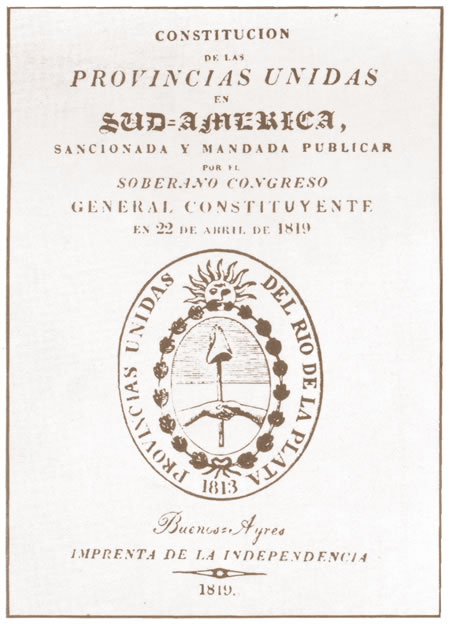 CONSTITUCION
DE LAS
PROVINCIAS UNIDAS
EN
SUD=AMERICA,
SANCIONADA Y MANDADA PUBLICAR
POR EL
SOBERANO CONGRESO
GENERAL CONSTITUYENTE
EN 22 DE ABRIL DE 1819
PROVINCIAS UNIDAS DEL RIO DE LA PLATA
1813
Buenos=Ayres
IMPRENTA DE LA INDEPENDENCIA
1819.